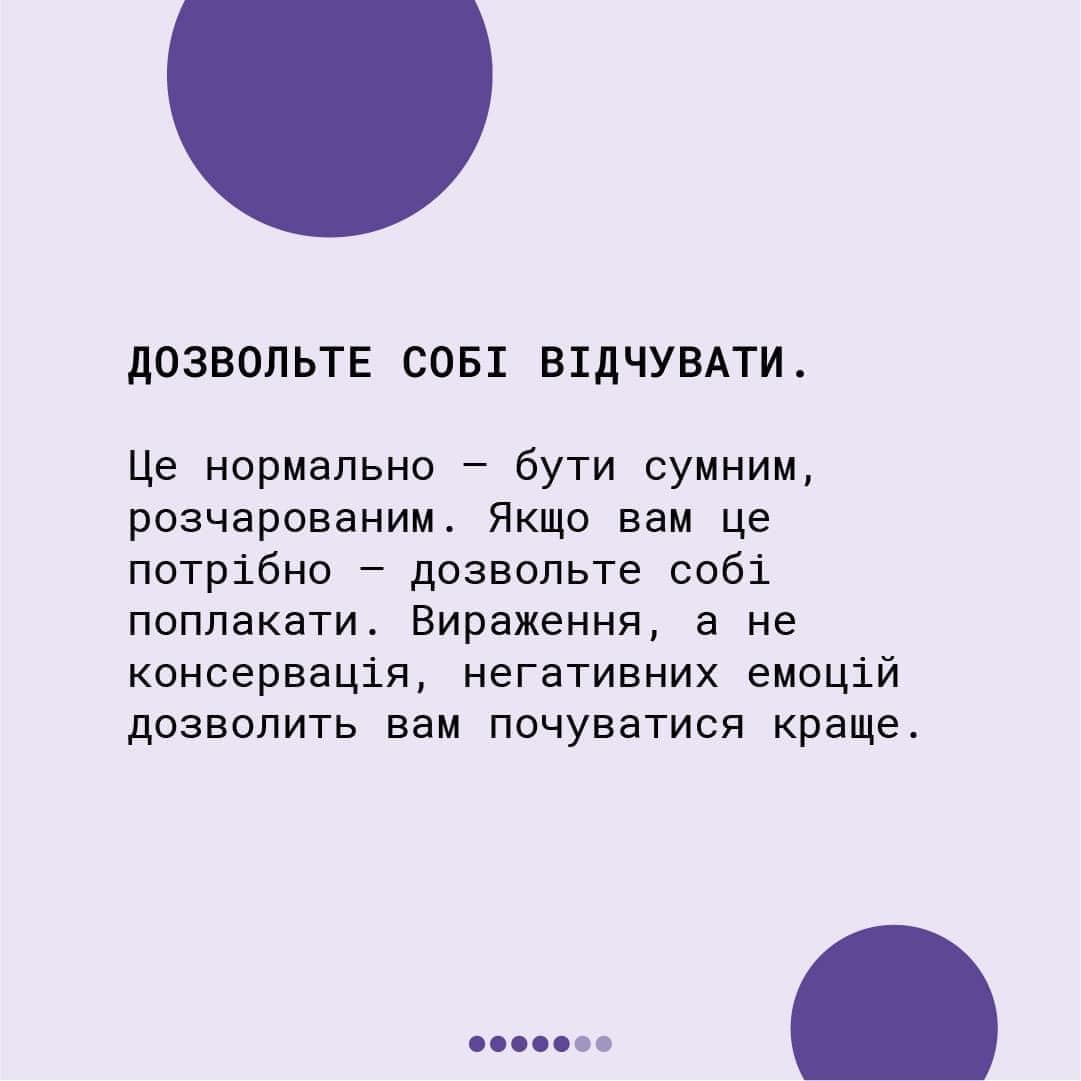 ДОЗВОЛЬТЕ СОБІ ВІДЧУВАТИ.
Це нормально – бути сумним,
розчарованим. Якщо вам це
потрібно – дозвольте собі
поплакати. Вираження, а не
консервація, негативних емоцій
дозволить вам почуватися краще.